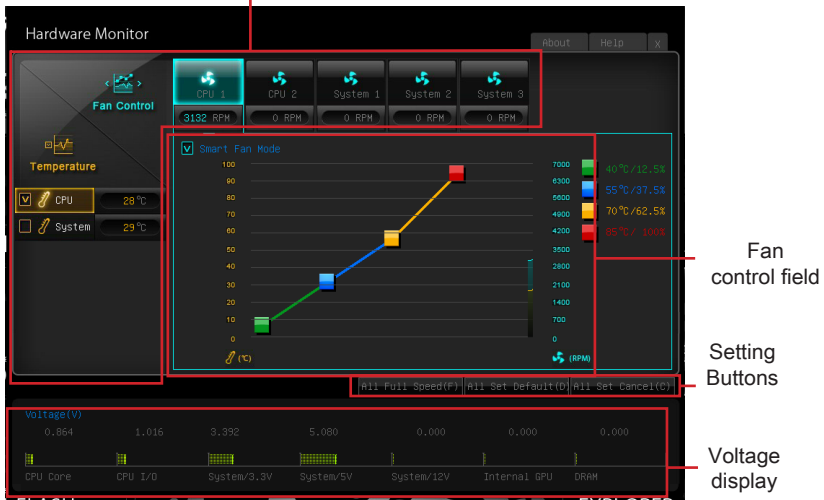 Hardware Monitor
About Help X
Fan Control
CPU 1 CPU 2 System 1 System 2 System 3
3132 RPM 0 RPM 0 RPM 0 RPM 0 RPM
Temperature
CPU 28°C
System 29°C
Smart Fan Mode
100 7000
90 6300
80 5600
70 4900
60 4200
50 3500
40 2800
30 2100
20 1400
10 700
0 0
(°C) (RPM)
40°C/12.5%
55°C/37.5%
70°C/62.5%
85°C/ 100%
Fan
control field
Setting
Buttons
All Full Speed(F) All Set Default(D) All Set Cancel(C)
Voltage(V)
0.864 1.016 3.392 5.080 0.000 0.000 0.000
CPU Core CPU I/O System/3.3V System/5V System/12V Internal GPU DRAM
Voltage
display